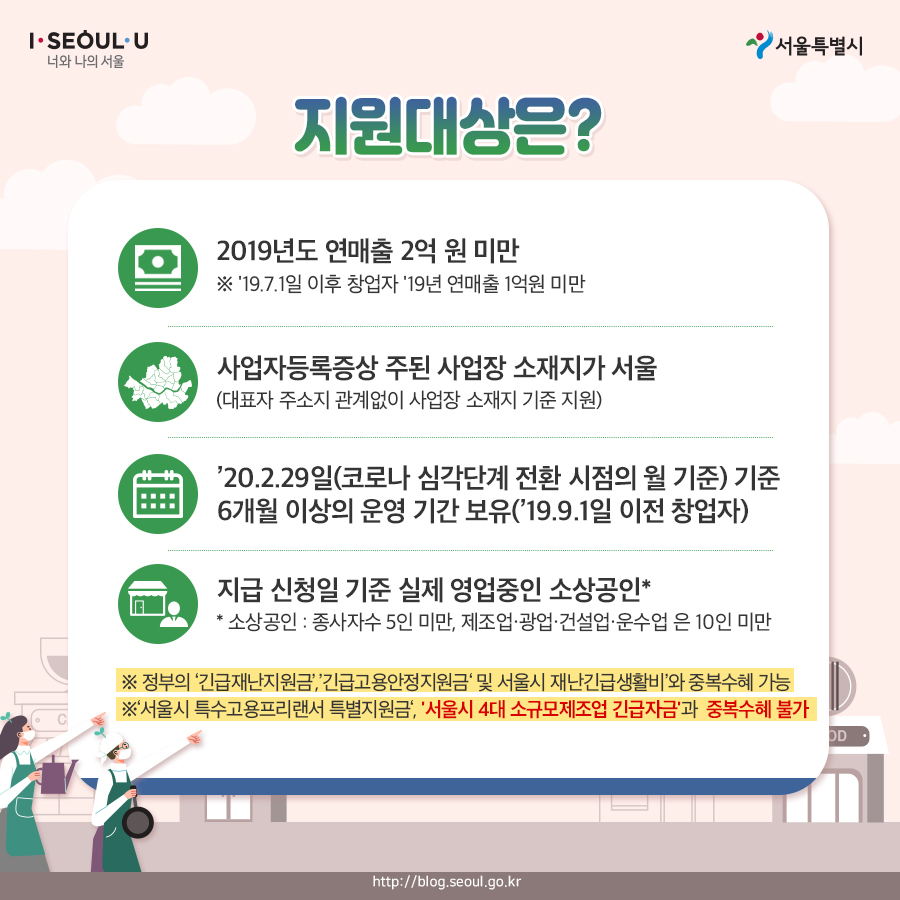 I·SEOUL·U
너와 나의 서울
서울특별시
지원대상은?
2019년도 연매출 2억 원 미만
※ '19.7.1일 이후 창업자 '19년 연매출 1억원 미만
사업자등록증상 주된 사업장 소재지가 서울
(대표자 주소지 관계없이 사업장 소재지 기준 지원)
’20.2.29일(코로나 심각단계 전환 시점의 월 기준) 기준
6개월 이상의 운영 기간 보유(’19.9.1일 이전 창업자)
지급 신청일 기준 실제 영업중인 소상공인*
* 소상공인 : 종사자수 5인 미만, 제조업·광업·건설업·운수업 은 10인 미만
※ 정부의 ‘긴급재난지원금’,’긴급고용안정지원금‘ 및 서울시 재난긴급생활비’와 중복수혜 가능
※‘서울시 특수고용프리랜서 특별지원금‘, '서울시 4대 소규모제조업 긴급자금'과 중복수혜 불가
http://blog.seoul.go.kr